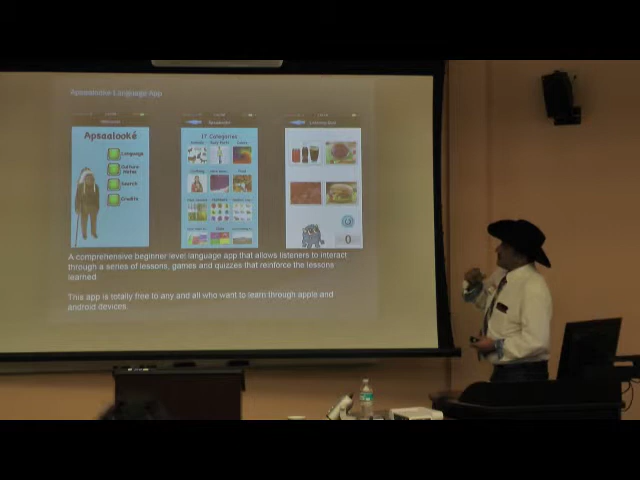 Apsaalooke Language App
Apsaalooké
Language
Culture Notes
Search
Credits
17 Categories
Food
0
A comprehensive beginner level language app that allows listeners to interact
through a series of lessons, games and quizzes that reinforce the lessons
learned.
This app is totally free to any and all who want to learn through apple and
android devices.